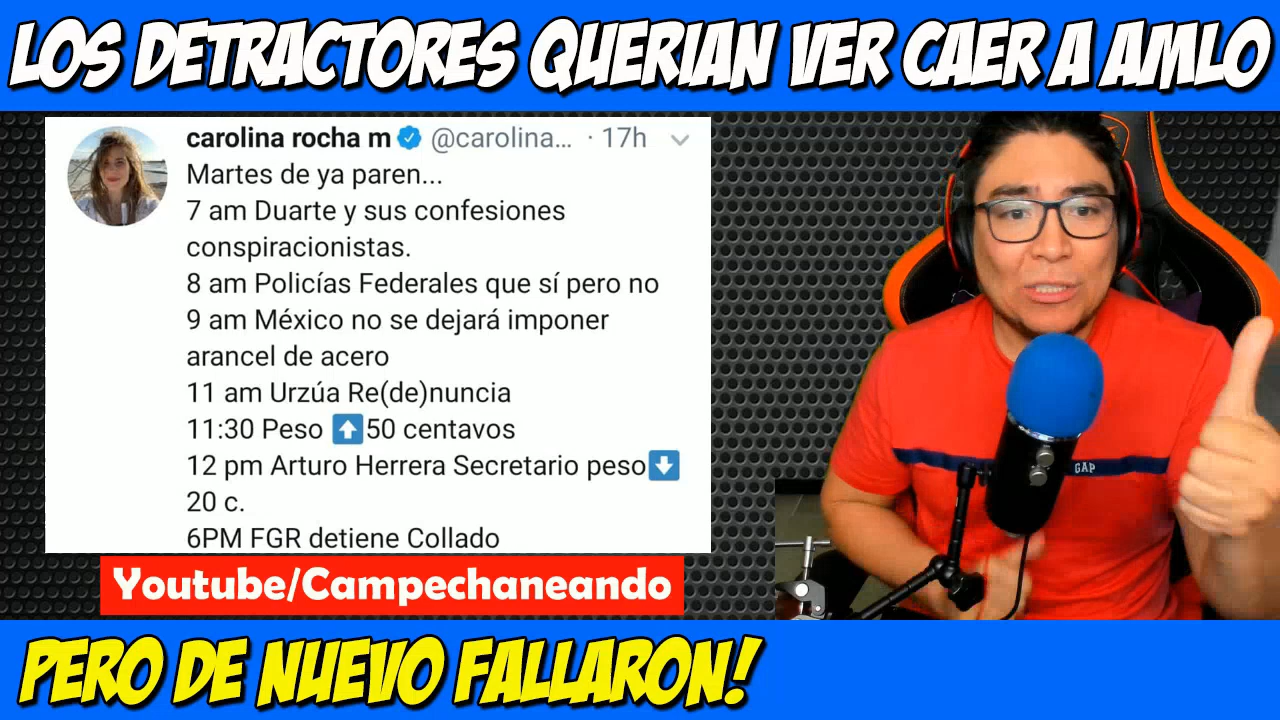 LOS DETRACTORES QUERIAN VER CAER A AMLO
carolina rocha m @carolina... · 17h
Martes de ya paren...
7 am Duarte y sus confesiones
conspiracionistas.
8 am Policías Federales que sí pero no
9 am México no se dejará imponer
arancel de acero
11 am Urzúa Re(de)nuncia
11:30 Peso ⬆️50 centavos
12 pm Arturo Herrera Secretario peso⬇️
20 c.
6PM FGR detiene Collado
GAP
Youtube/Campechaneando
PERO DE NUEVO FALLARON!